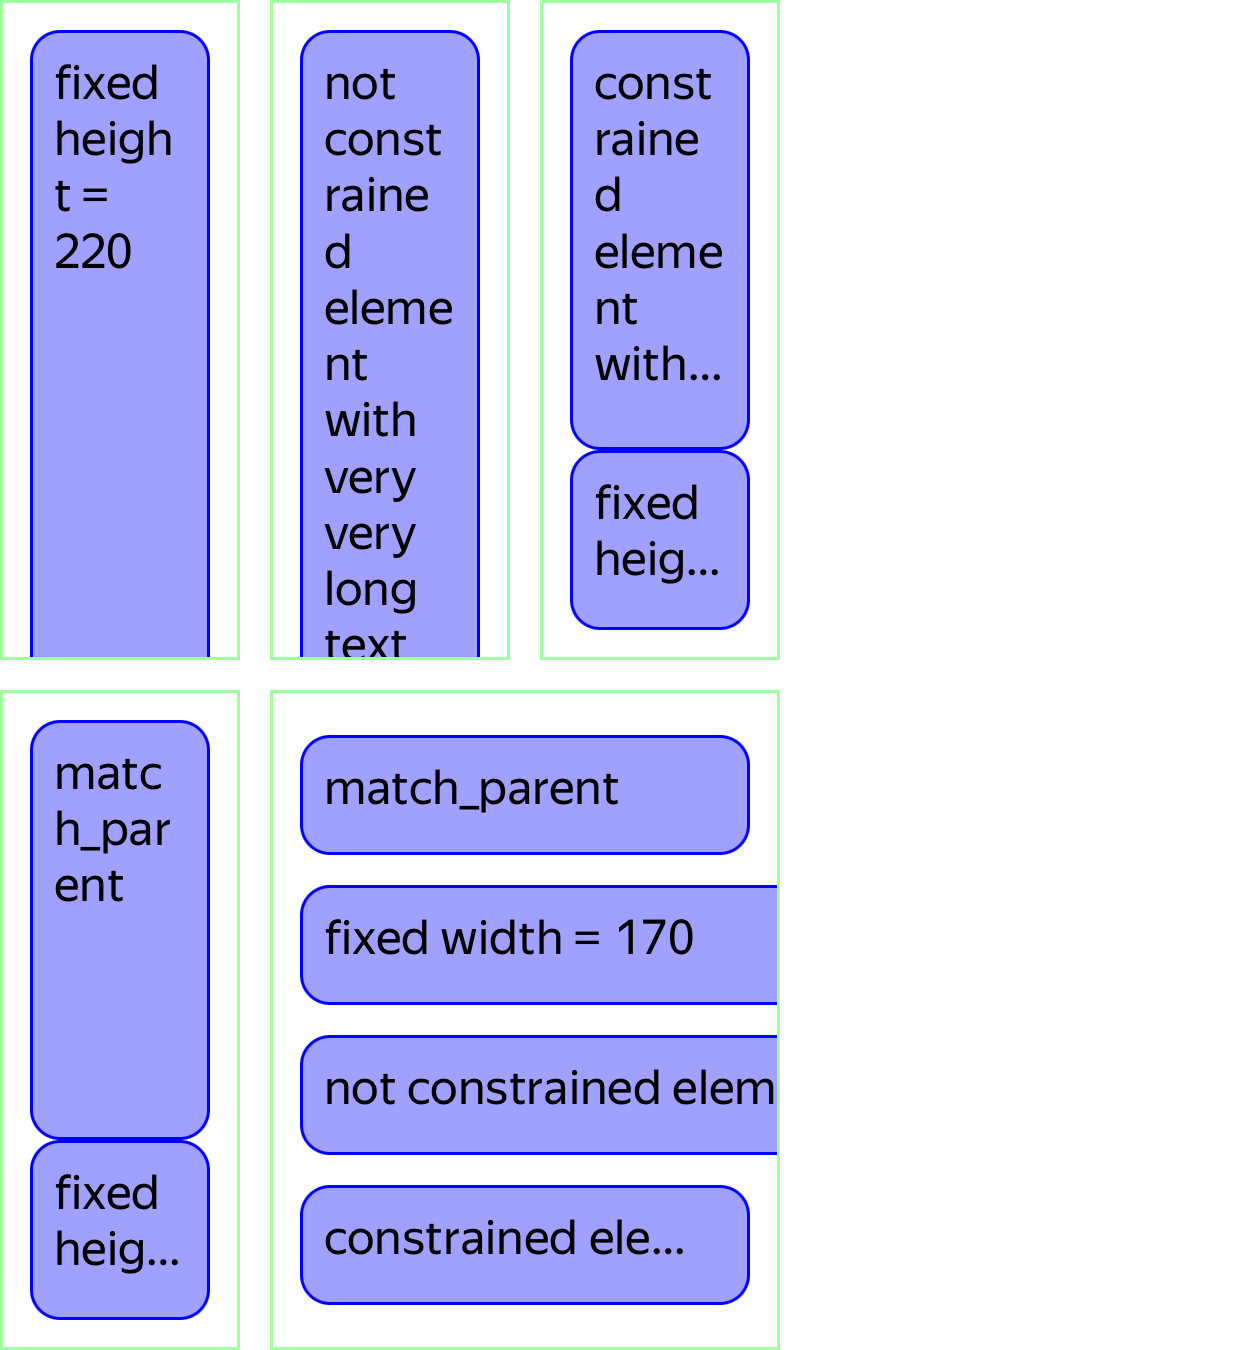 fixed
heigh
t =
220
not
const
raine
d
eleme
nt
with
very
very
long
text
const
raine
d
eleme
nt
with...
fixed
heig...
matc
h_par
ent
fixed
heig...
match_parent
fixed width = 170
not constrained elem
constrained ele...